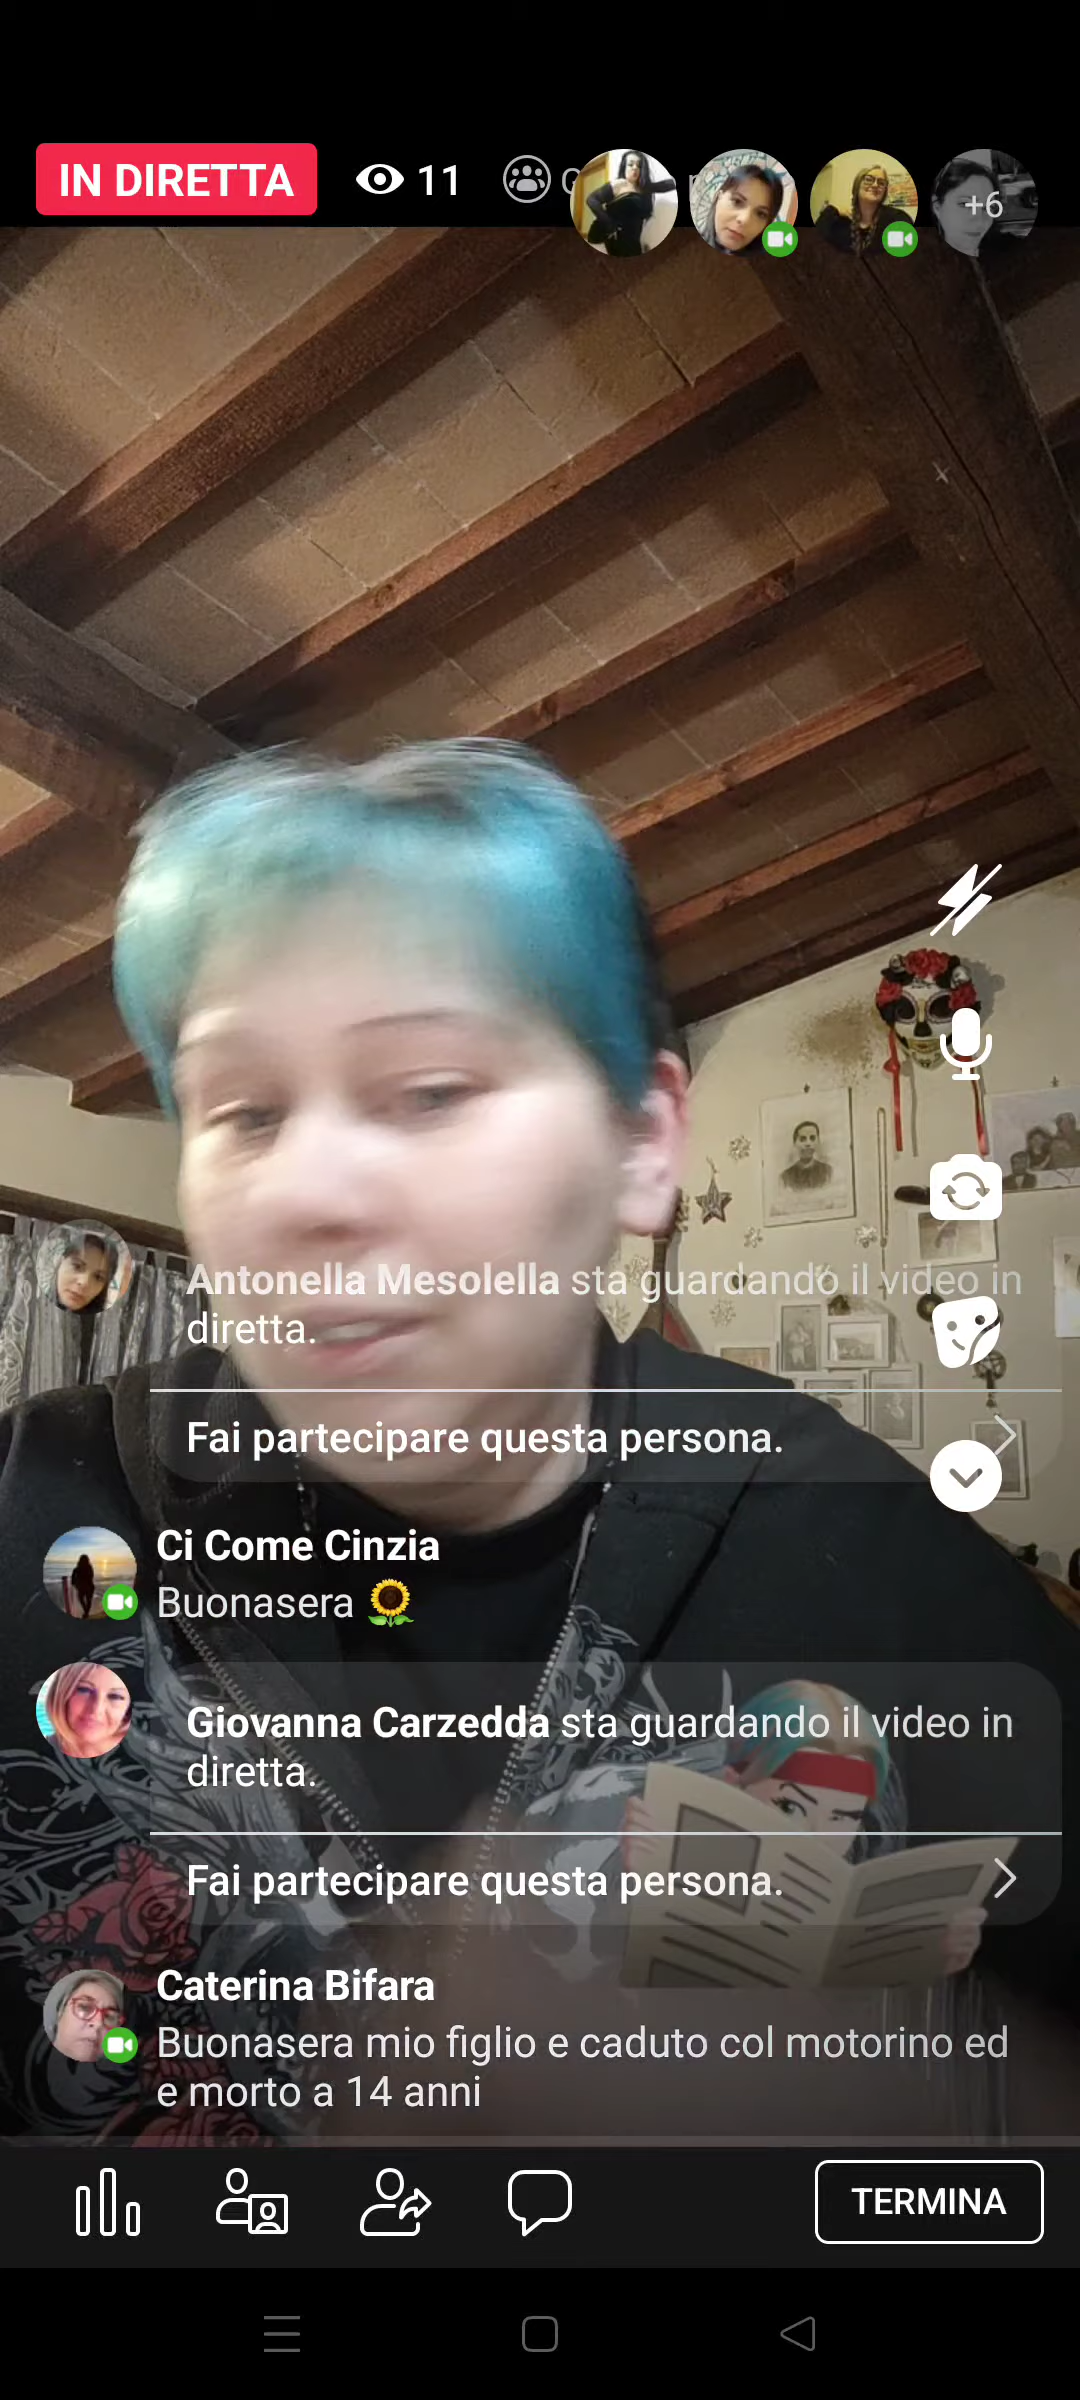 IN DIRETTA
11
+6
Antonella Mesolella sta guardando il video in
diretta.
Fai partecipare questa persona.
Ci Come Cinzia
Buonasera 🌻
Giovanna Carzedda sta guardando il video in
diretta.
Fai partecipare questa persona.
Caterina Bifara
Buonasera mio figlio e caduto col motorino ed
e morto a 14 anni
TERMINA